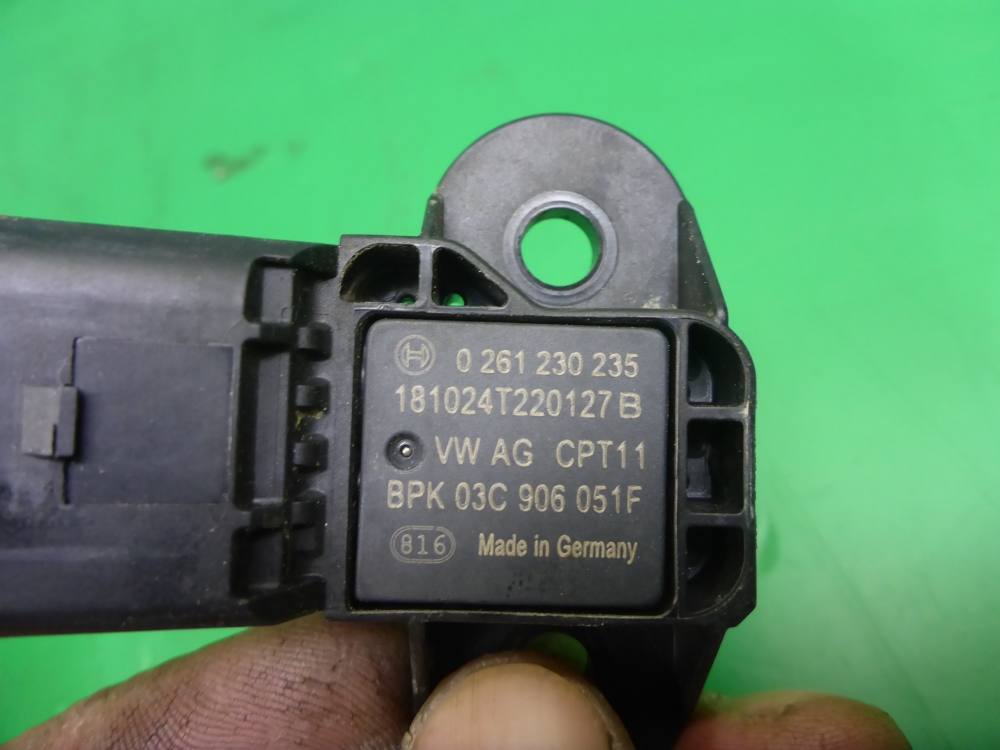 0 261 230 235
181024T220127 B
VW AG CPT11
BPK 03C 906 051F
816 Made in Germany